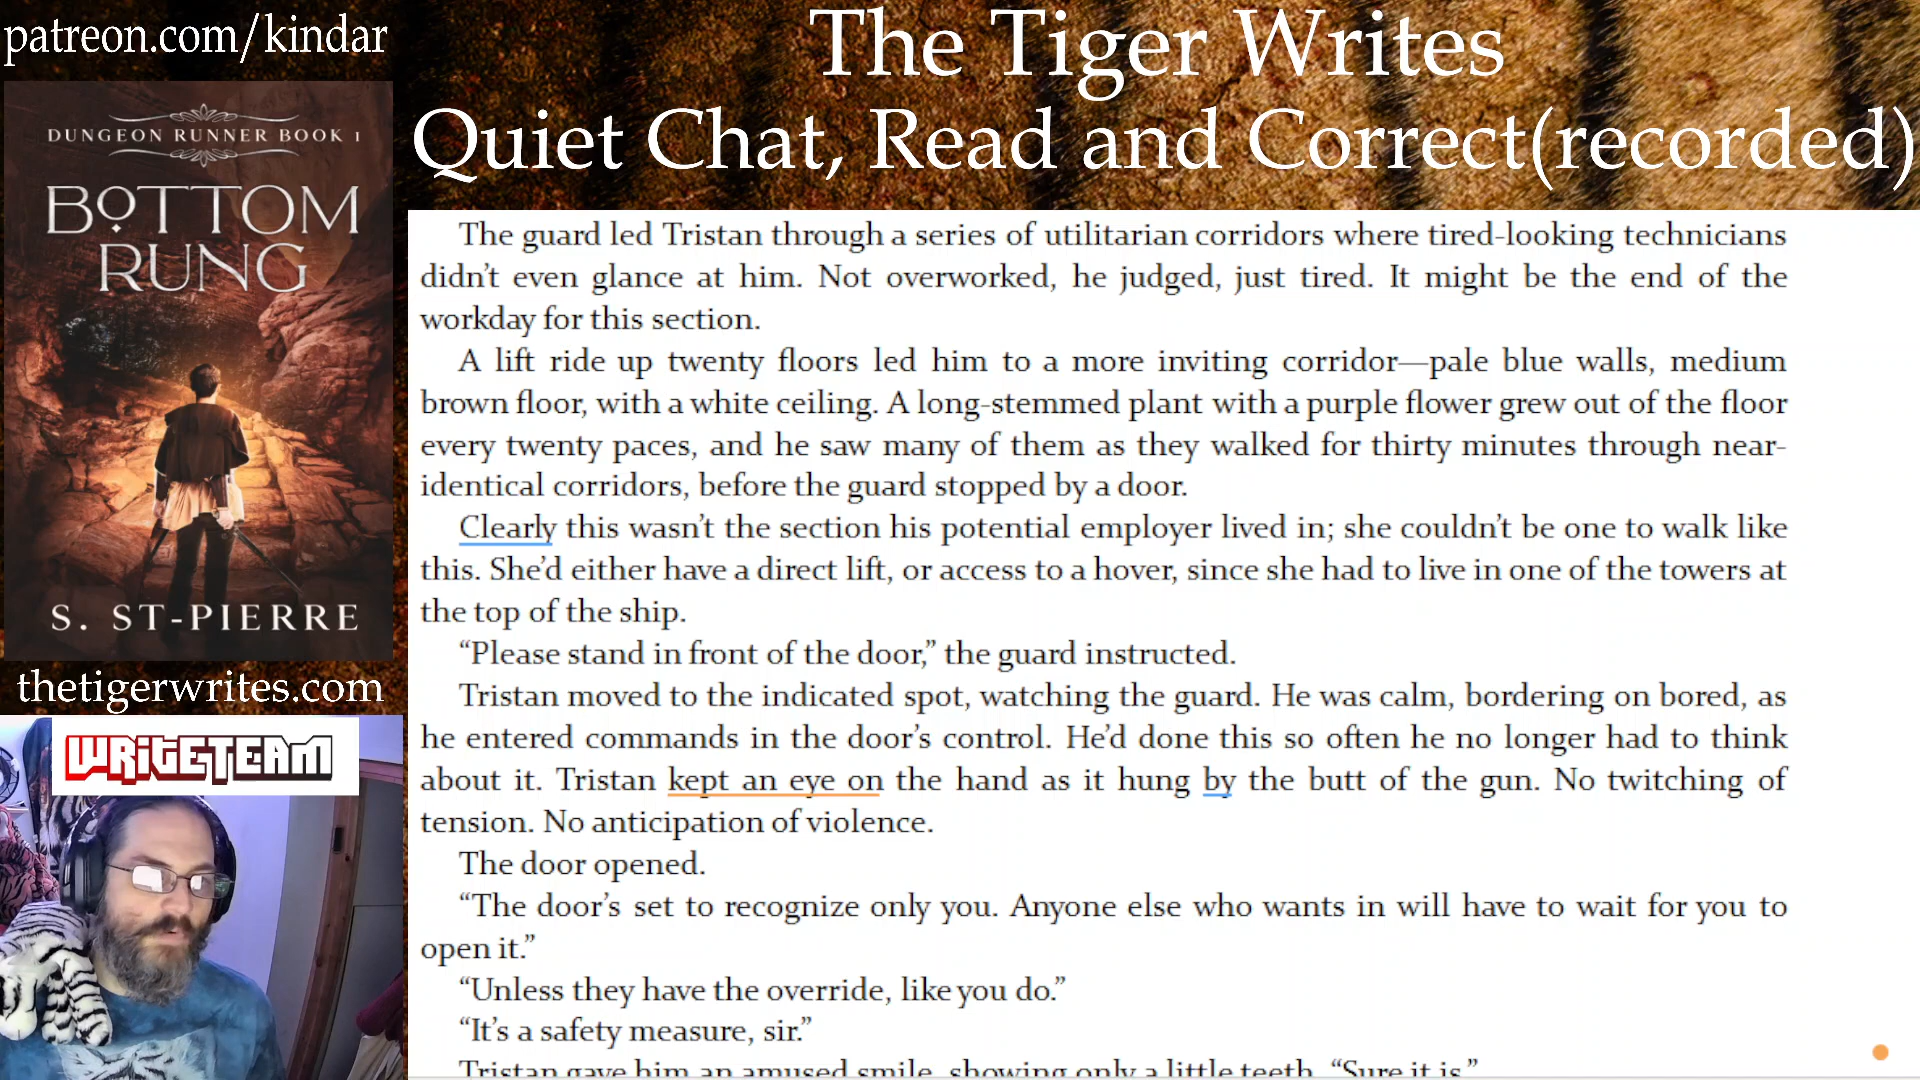 patreon.com/kindar
The Tiger Writes
Quiet Chat, Read and Correct(recorded)
DUNGEON RUNNER BOOK 1
BOTTOM
RUNG
S. ST-PIERRE
thetigerwrites.com
WRITETEAM
The guard led Tristan through a series of utilitarian corridors where tired-looking technicians
didn’t even glance at him. Not overworked, he judged, just tired. It might be the end of the
workday for this section.
A lift ride up twenty floors led him to a more inviting corridor—pale blue walls, medium
brown floor, with a white ceiling. A long-stemmed plant with a purple flower grew out of the floor
every twenty paces, and he saw many of them as they walked for thirty minutes through near-
identical corridors, before the guard stopped by a door.
Clearly this wasn’t the section his potential employer lived in; she couldn’t be one to walk like
this. She’d either have a direct lift, or access to a hover, since she had to live in one of the towers at
the top of the ship.
“Please stand in front of the door,” the guard instructed.
Tristan moved to the indicated spot, watching the guard. He was calm, bordering on bored, as
he entered commands in the door’s control. He’d done this so often he no longer had to think
about it. Tristan kept an eye on the hand as it hung by the butt of the gun. No twitching of
tension. No anticipation of violence.
The door opened.
“The door’s set to recognize only you. Anyone else who wants in will have to wait for you to
open it.”
“Unless they have the override, like you do.”
“It’s a safety measure, sir.”
Tristan gave him an amused smile, showing only a little teeth. “Sure it is.”